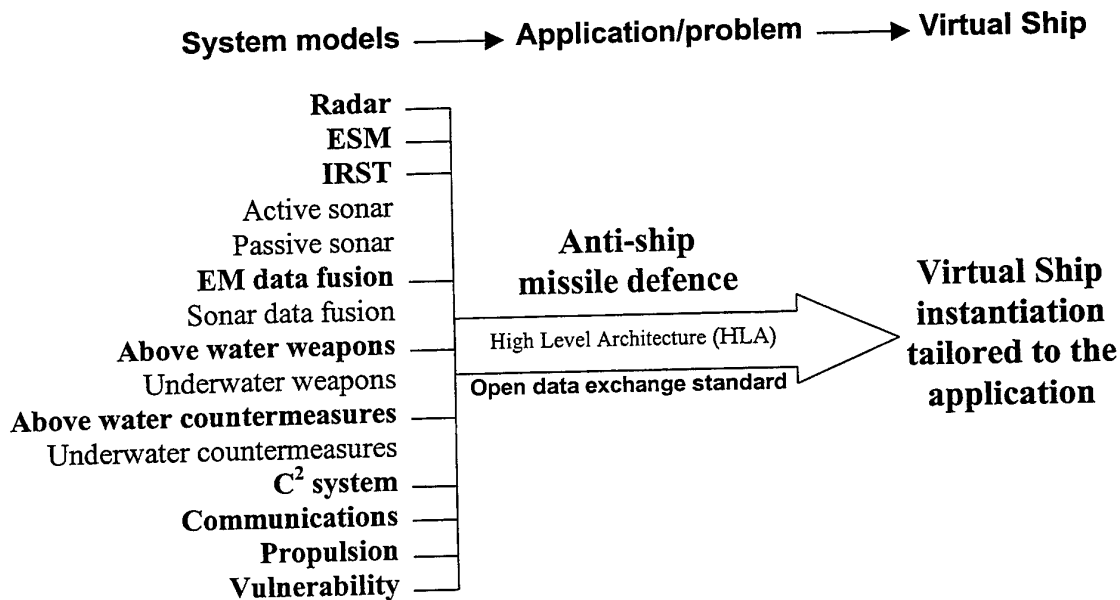 System models Application/problem Virtual Ship
Radar
ESM
IRST
Active sonar
Passive sonar
EM data fusion
Sonar data fusion
Above water weapons
Underwater weapons
Above water countermeasures
Underwater countermeasures
C² system
Communications
Propulsion
Vulnerability
Anti-ship
missile defence
High Level Architecture (HLA)
Open data exchange standard
Virtual Ship
instantiation
tailored to the
application